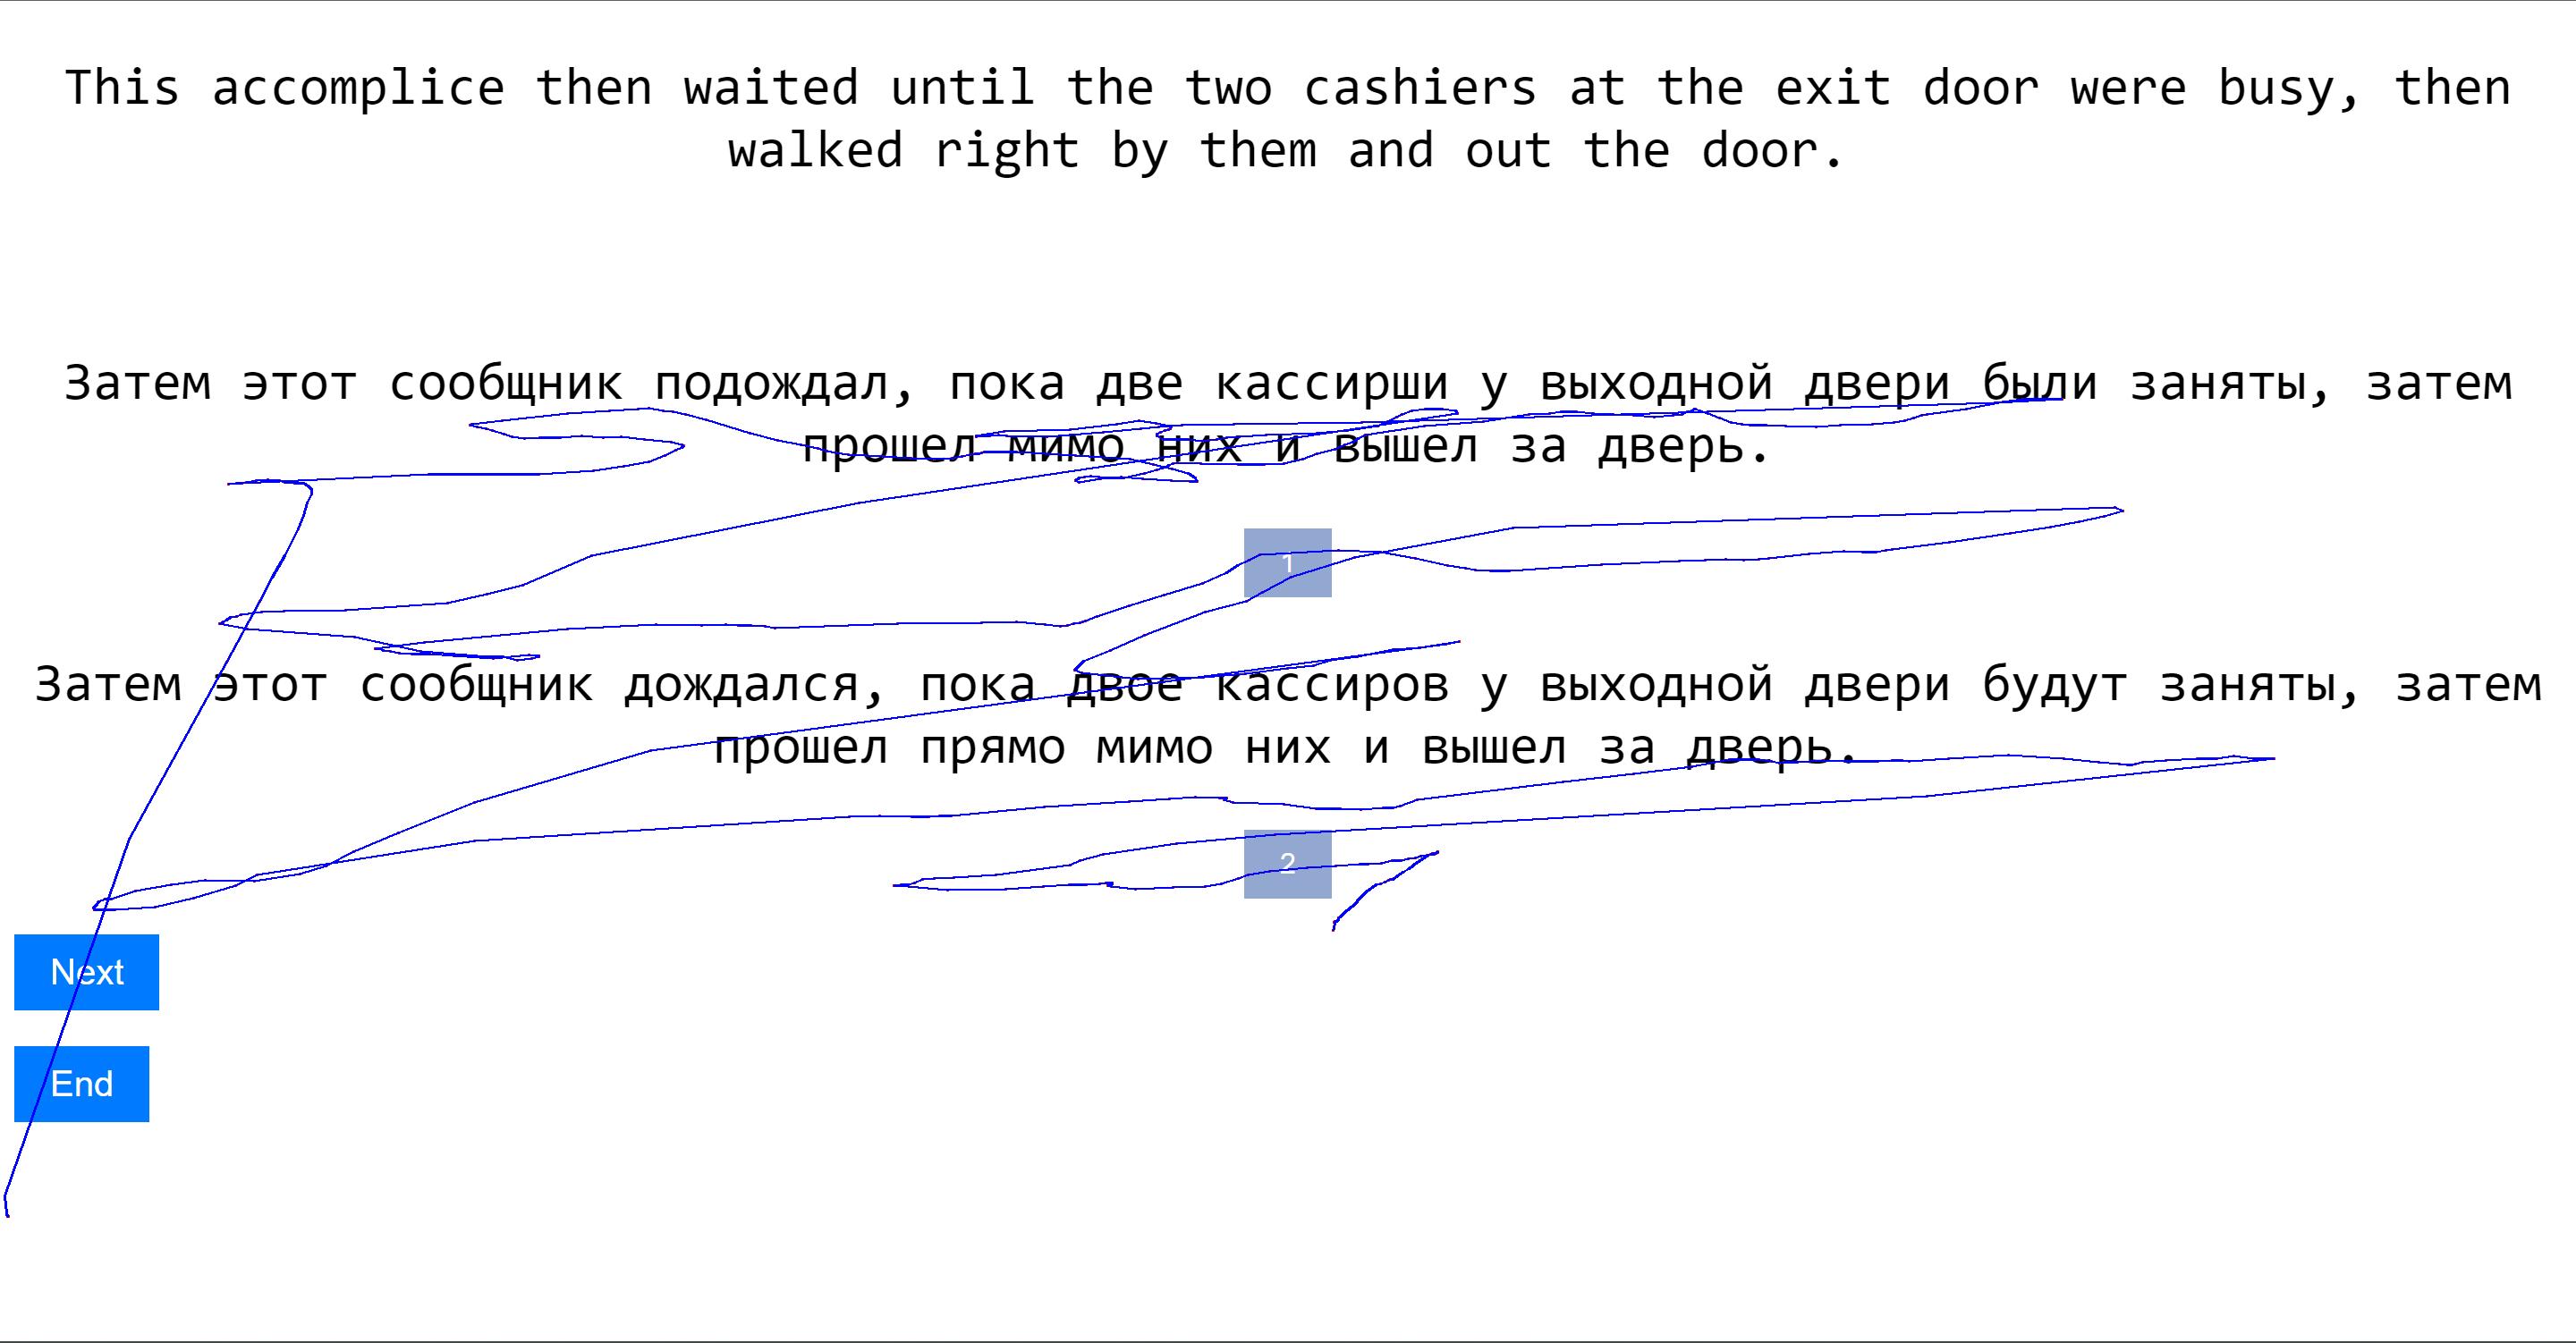 This accomplice then waited until the two cashiers at the exit door were busy, then
walked right by them and out the door.
Затем этот сообщник подождал, пока две кассирши у выходной двери были заняты, затем
прошел мимо них и вышел за дверь.
1
Затем этот сообщник дождался, пока двое кассиров у выходной двери будут заняты, затем
прошел прямо мимо них и вышел за дверь.
2
Next
End